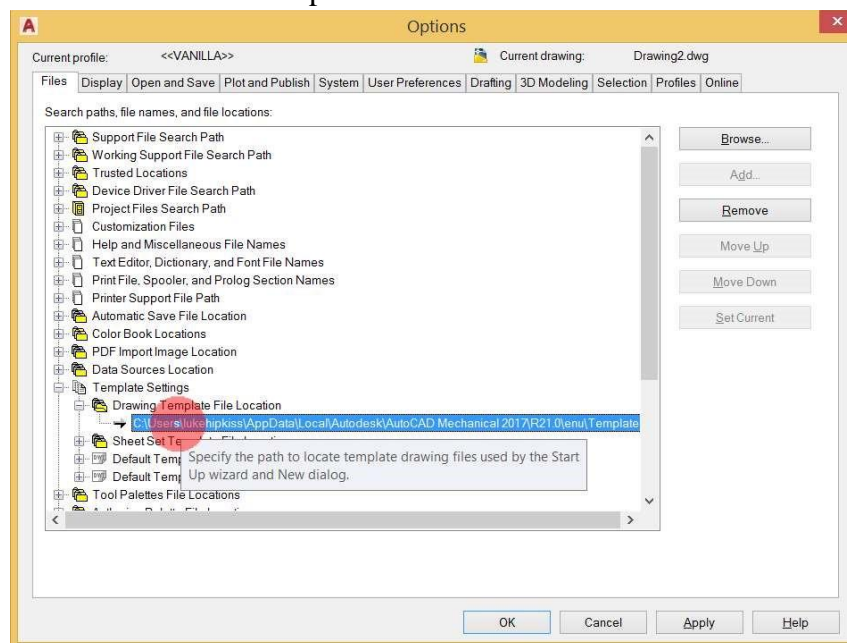 Options
Current profile: <<VANILLA>> Current drawing: Drawing2.dwg
Files Display Open and Save Plot and Publish System User Preferences Drafting 3D Modeling Selection Profiles Online
Search paths, file names, and file locations:
Support File Search Path
Browse...
Working Support File Search Path
Trusted Locations
Add...
Device Driver File Search Path
Project Files Search Path
Remove
Customization Files
Help and Miscellaneous File Names
Move Up
Text Editor, Dictionary, and Font File Names
Print File, Spooler, and Prolog Section Names
Move Down
Printer Support File Path
Automatic Save File Location
Set Current
Color Book Locations
PDF Import Image Location
Data Sources Location
Template Settings
Drawing Template File Location
C:\Users\lukehipkiss\AppData\Local\Autodesk\AutoCAD Mechanical 2017\R21.0\enu\Template
Sheet Set
Default
Specify the path to locate template drawing files used by the Start
Default
Up wizard and New dialog.
Tool Palettes File Locations
OK Cancel Apply Help